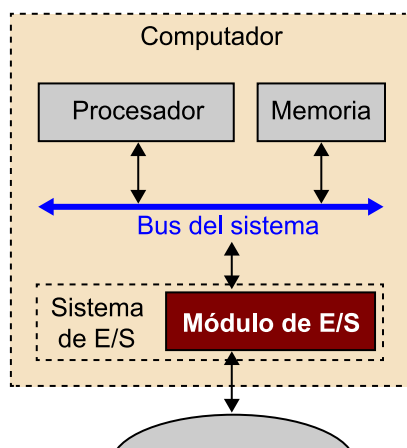 Computador
Procesador
Memoria
Bus del sistema
Sistema
de E/S
Módulo de E/S